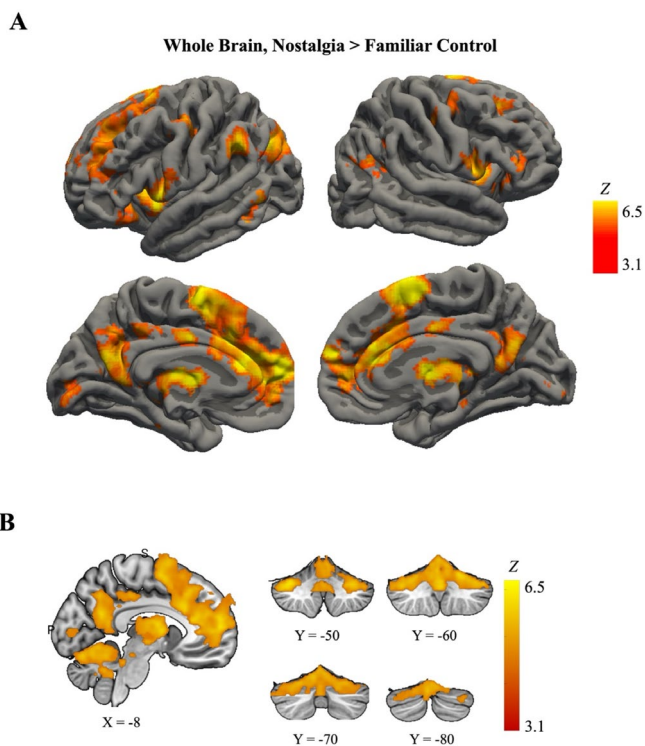 A
Whole Brain, Nostalgia > Familiar Control
Z
6.5
3.1
B
S
P
X = -8
Y = -50
Y = -60
Y = -70
Y = -80
Z
6.5
3.1